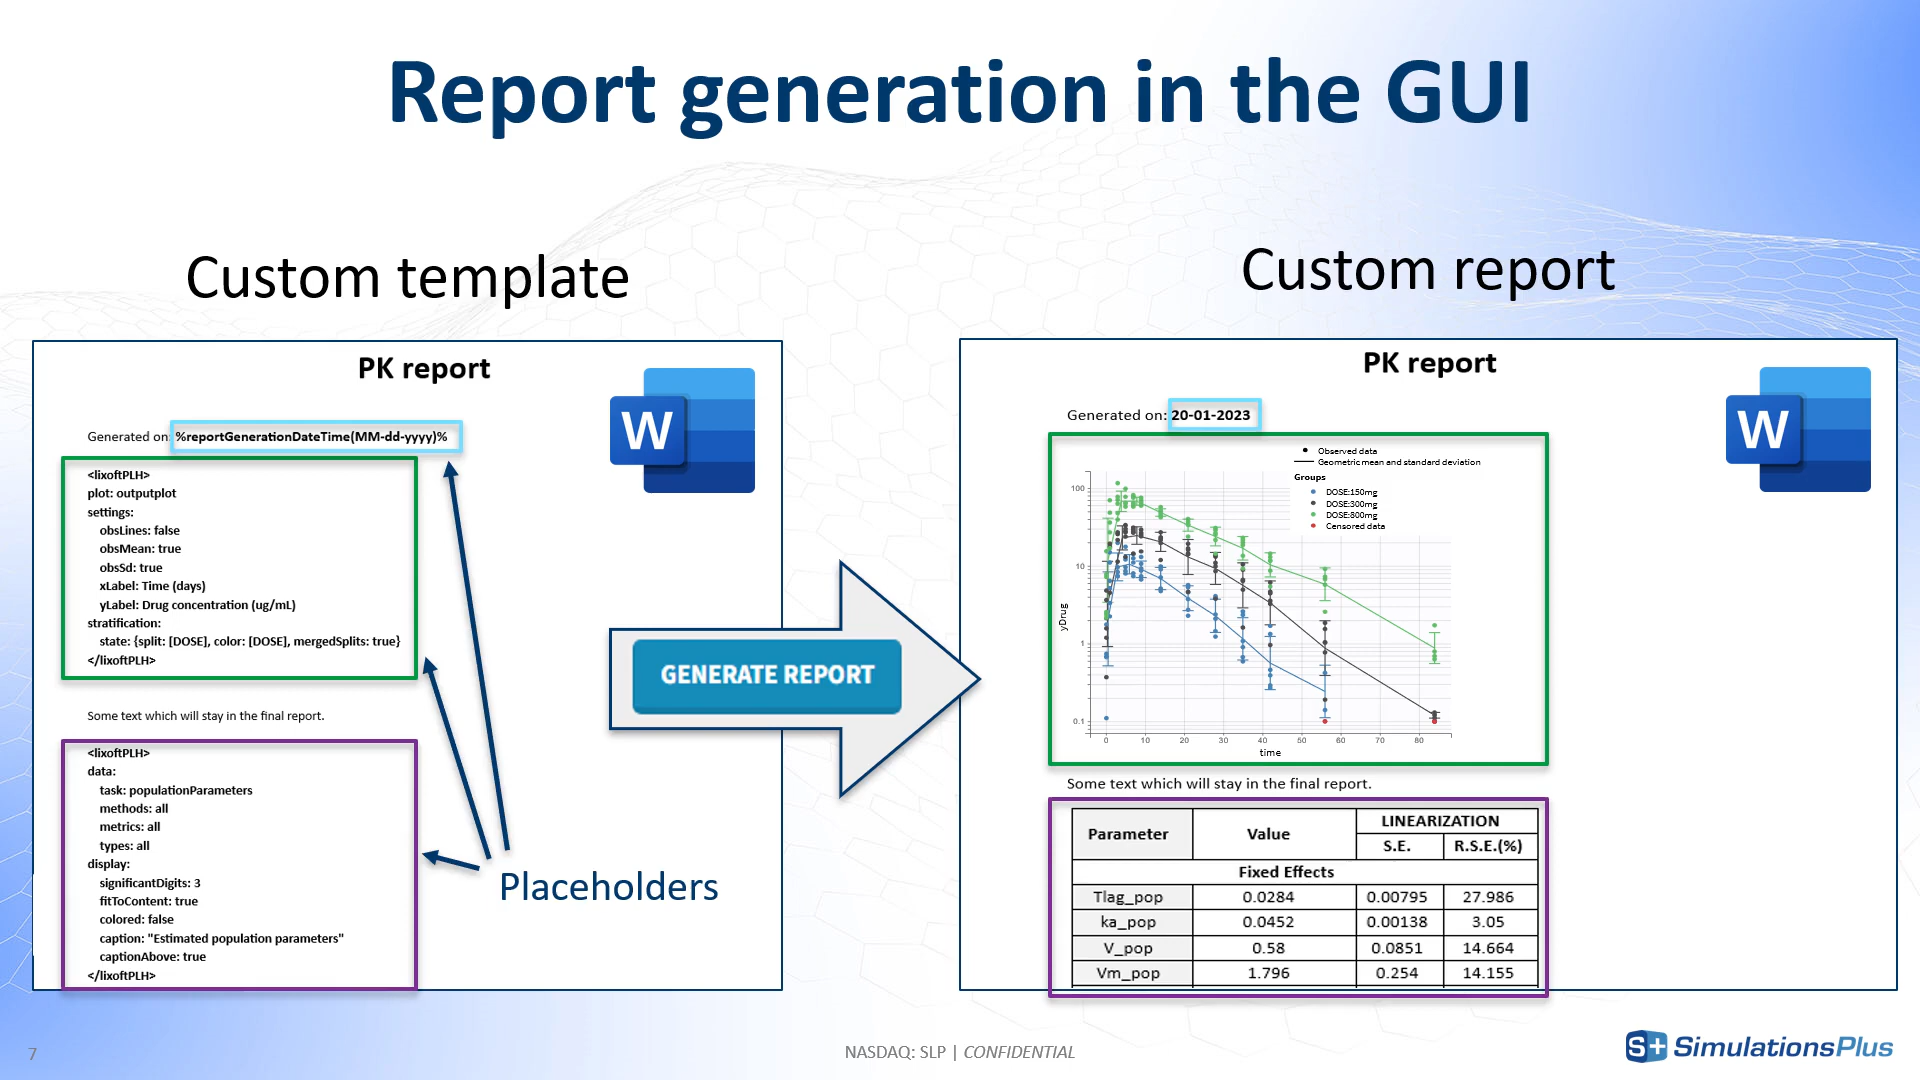 Report generation in the GUI
Custom template
PK report
W
Generated on: %reportGenerationDateTime(MM-dd-yyyy)%
<lixoftPLH>
plot: outputplot
settings:
obsLines: false
obsMean: true
obsSd: true
xLabel: Time (days)
yLabel: Drug concentration (ug/mL)
stratification:
state: {split: [DOSE], color: [DOSE], mergedSplits: true}
</lixoftPLH>
Some text which will stay in the final report.
<lixoftPLH>
data:
task: populationParameters
methods: all
metrics: all
types: all
display:
significantDigits: 3
fitToContent: true
colored: false
caption: "Estimated population parameters"
captionAbove: true
</lixoftPLH>
Placeholders
GENERATE REPORT
Custom report
PK report
W
Generated on: 20-01-2023
Observed data
Geometric mean and standard deviation
Groups
DOSE:150mg
DOSE:300mg
DOSE:800mg
Censored data
100
10
1
0.1
yDrug
0 10 20 30 40 50 60 70 80
time
Some text which will stay in the final report.
Parameter Value LINEARIZATION
S.E. R.S.E.(%)
Fixed Effects
Tlag_pop 0.0284 0.00795 27.986
ka_pop 0.0452 0.00138 3.05
V_pop 0.58 0.0851 14.664
Vm_pop 1.796 0.254 14.155
7
NASDAQ: SLP | CONFIDENTIAL
S+ SimulationsPlus